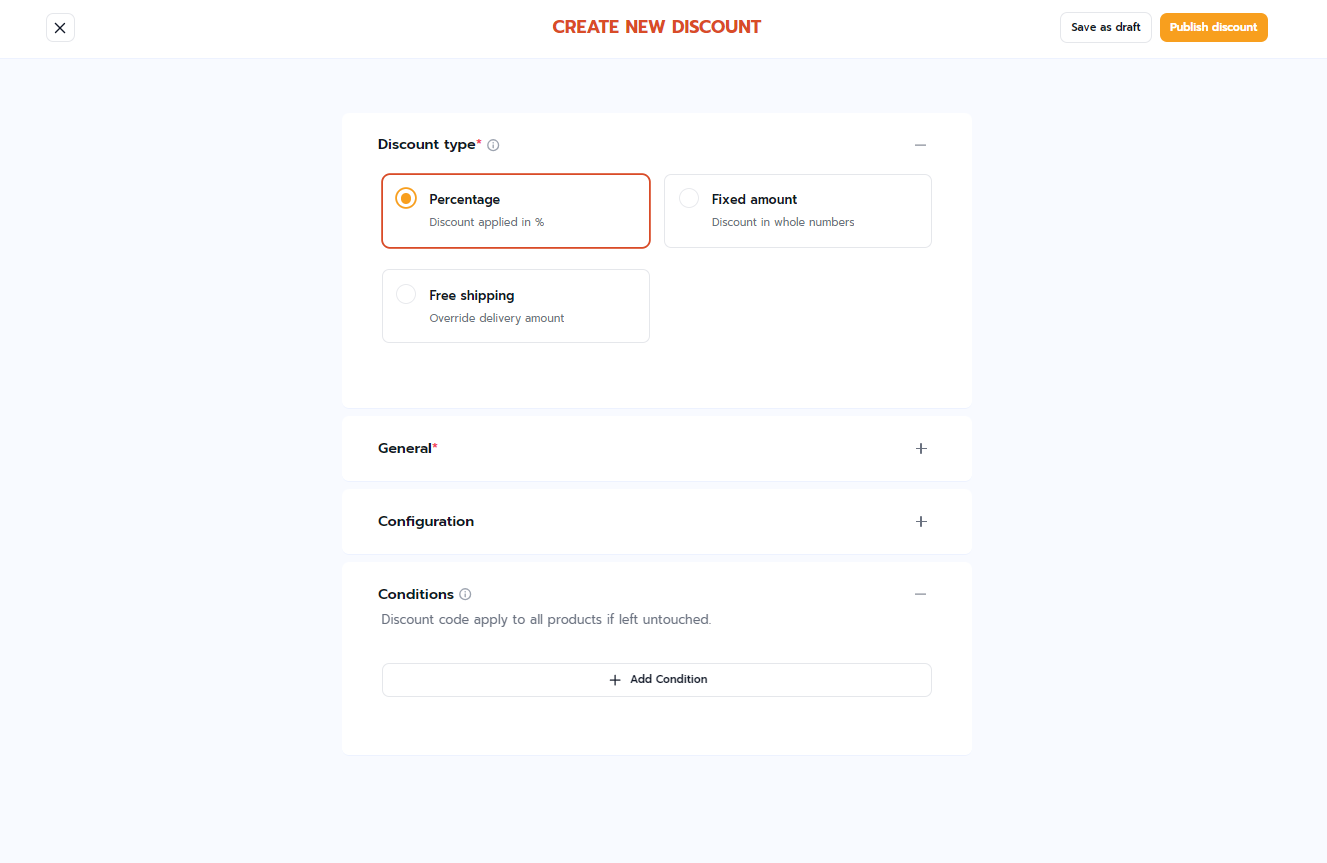 CREATE NEW DISCOUNT
Save as draft
Publish discount
Discount type*
Percentage
Discount applied in %
Fixed amount
Discount in whole numbers
Free shipping
Override delivery amount
General*
Configuration
Conditions
Discount code apply to all products if left untouched.
Add Condition